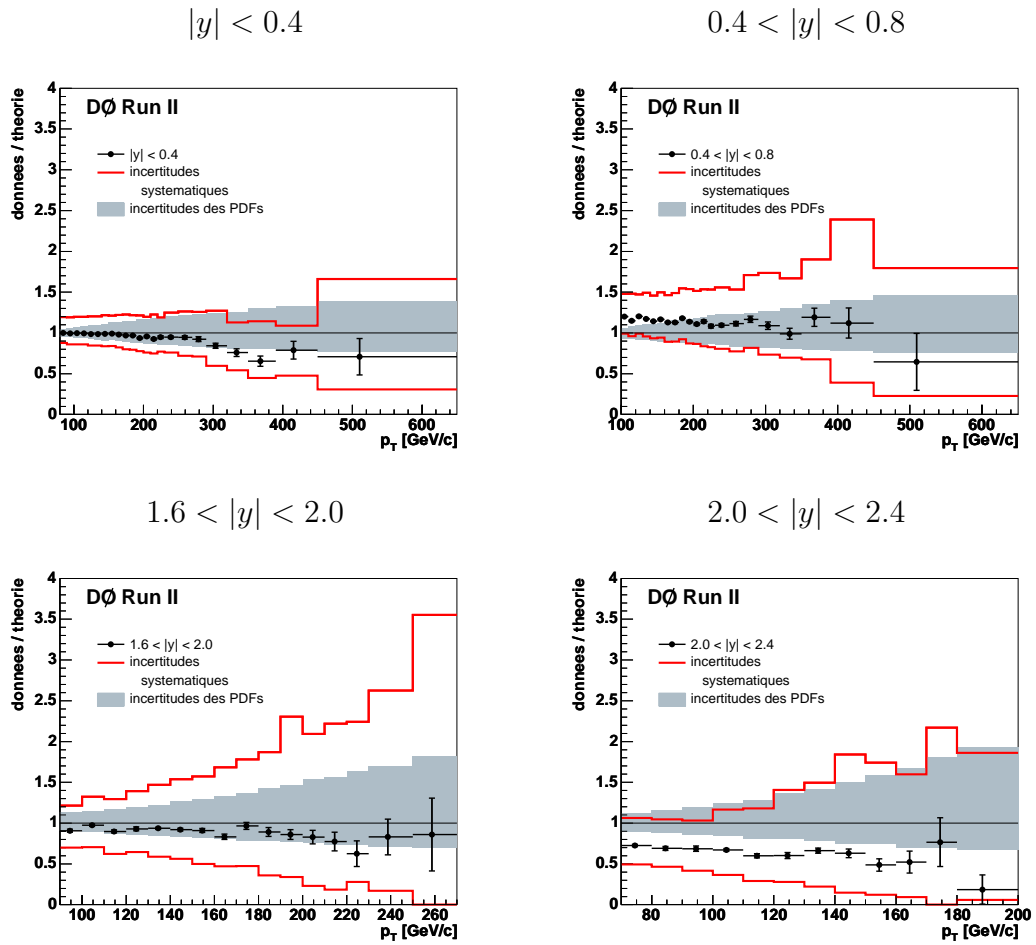 |y| < 0.4
0.4 < |y| < 0.8
donnees / theorie
4
3.5
3
2.5
2
1.5
1
0.5
0
DØ Run II
|y| < 0.4
incertitudes
systematiques
incertitudes des PDFs
100 200 300 400 500 600
p_T [GeV/c]
donnees / theorie
4
3.5
3
2.5
2
1.5
1
0.5
0
DØ Run II
0.4 < |y| < 0.8
incertitudes
systematiques
incertitudes des PDFs
100 200 300 400 500 600
p_T [GeV/c]
1.6 < |y| < 2.0
2.0 < |y| < 2.4
donnees / theorie
4
3.5
3
2.5
2
1.5
1
0.5
0
DØ Run II
1.6 < |y| < 2.0
incertitudes
systematiques
incertitudes des PDFs
100 120 140 160 180 200 220 240 260
p_T [GeV/c]
donnees / theorie
4
3.5
3
2.5
2
1.5
1
0.5
0
DØ Run II
2.0 < |y| < 2.4
incertitudes
systematiques
incertitudes des PDFs
80 100 120 140 160 180 200
p_T [GeV/c]